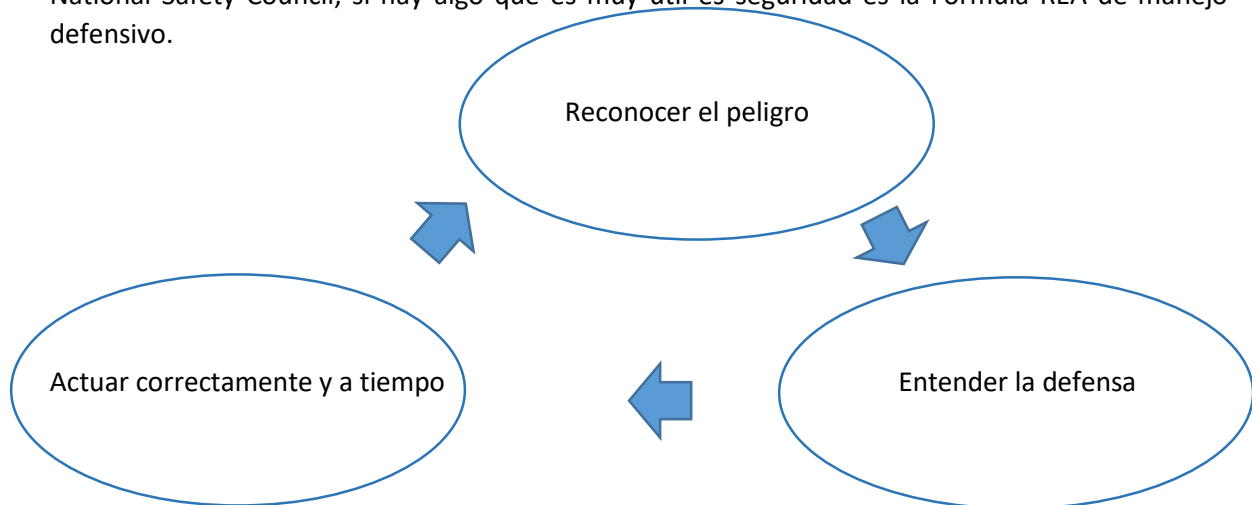 National Safety Council, si hay algo que es muy útil es seguridad es la Formula REA de manejo
defensivo.
Reconocer el peligro
Actuar correctamente y a tiempo
Entender la defensa